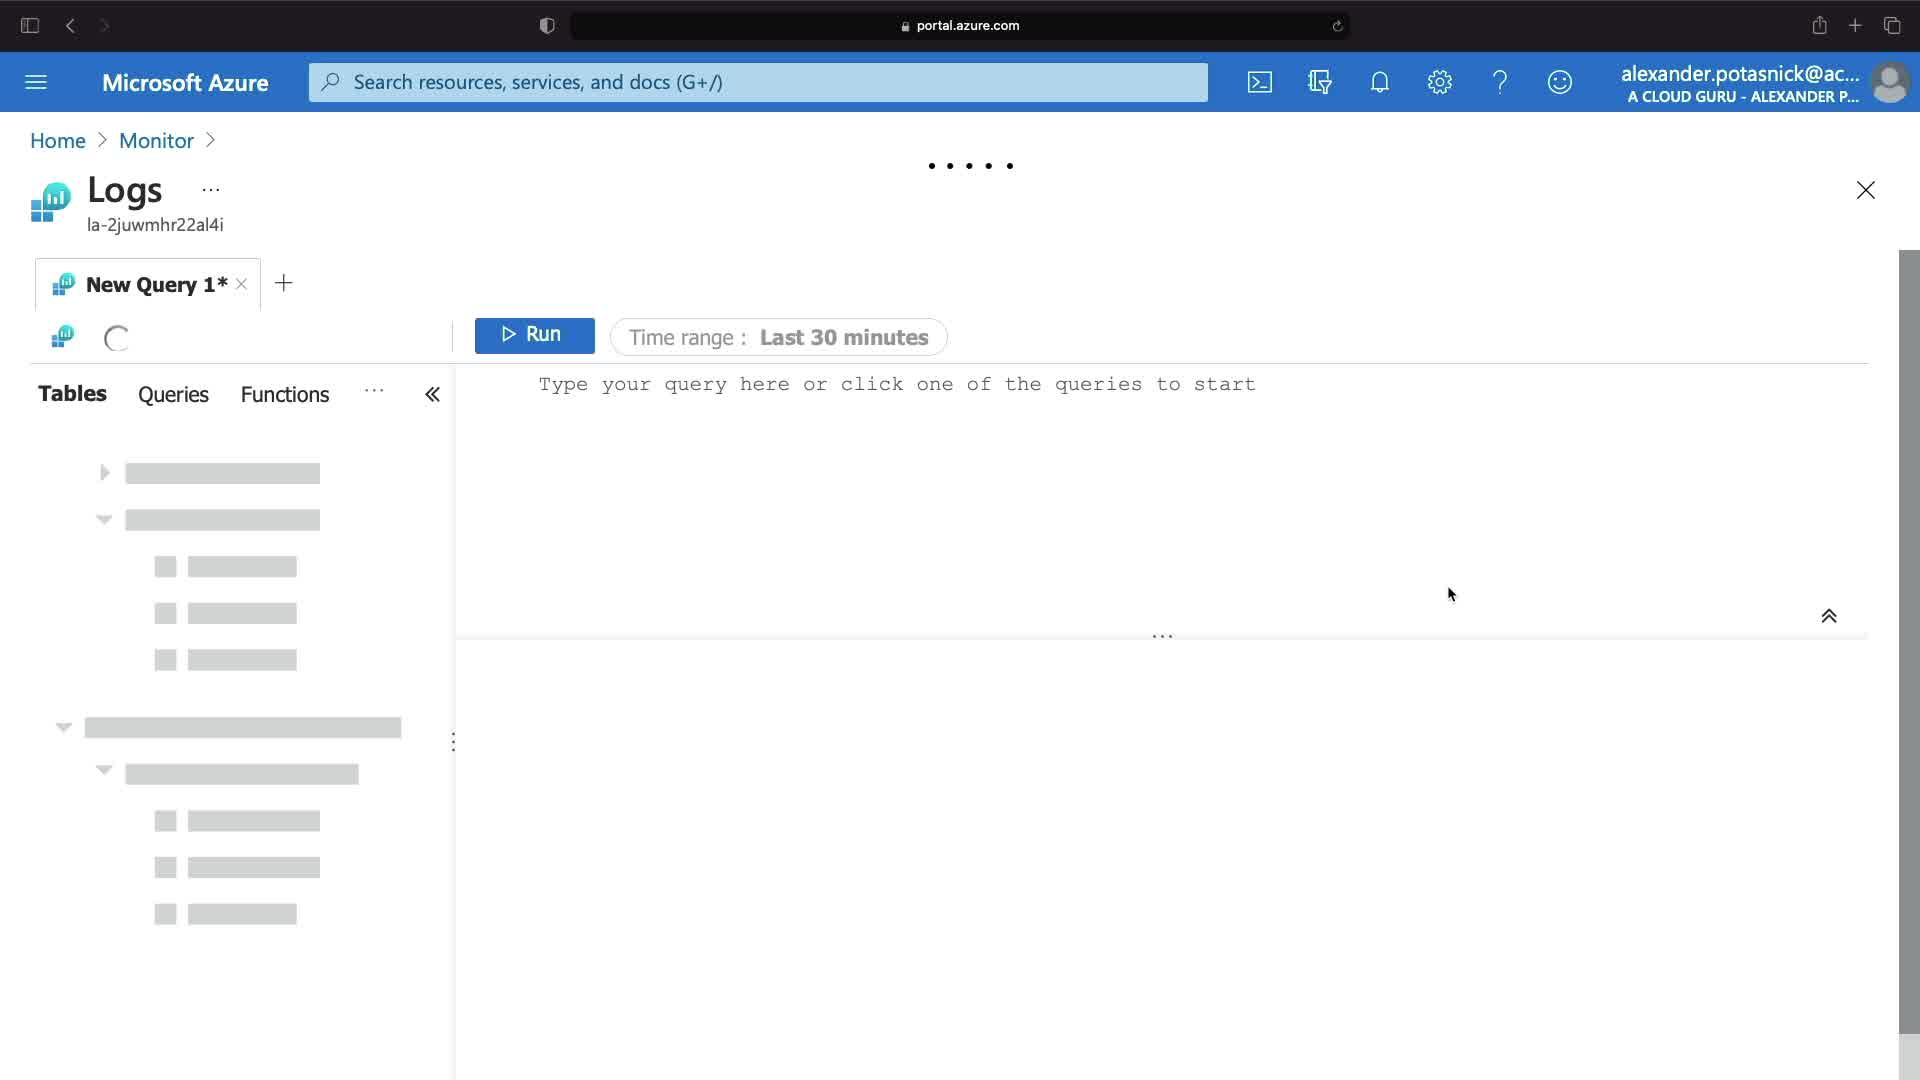 portal.azure.com
Microsoft Azure
Search resources, services, and docs (G+/)
alexander.potasnick@ac...
A CLOUD GURU - ALEXANDER P...
Home > Monitor >
Logs ...
la-2juwmhr22al4i
New Query 1*
Run
Time range : Last 30 minutes
Tables Queries Functions ...
Type your query here or click one of the queries to start